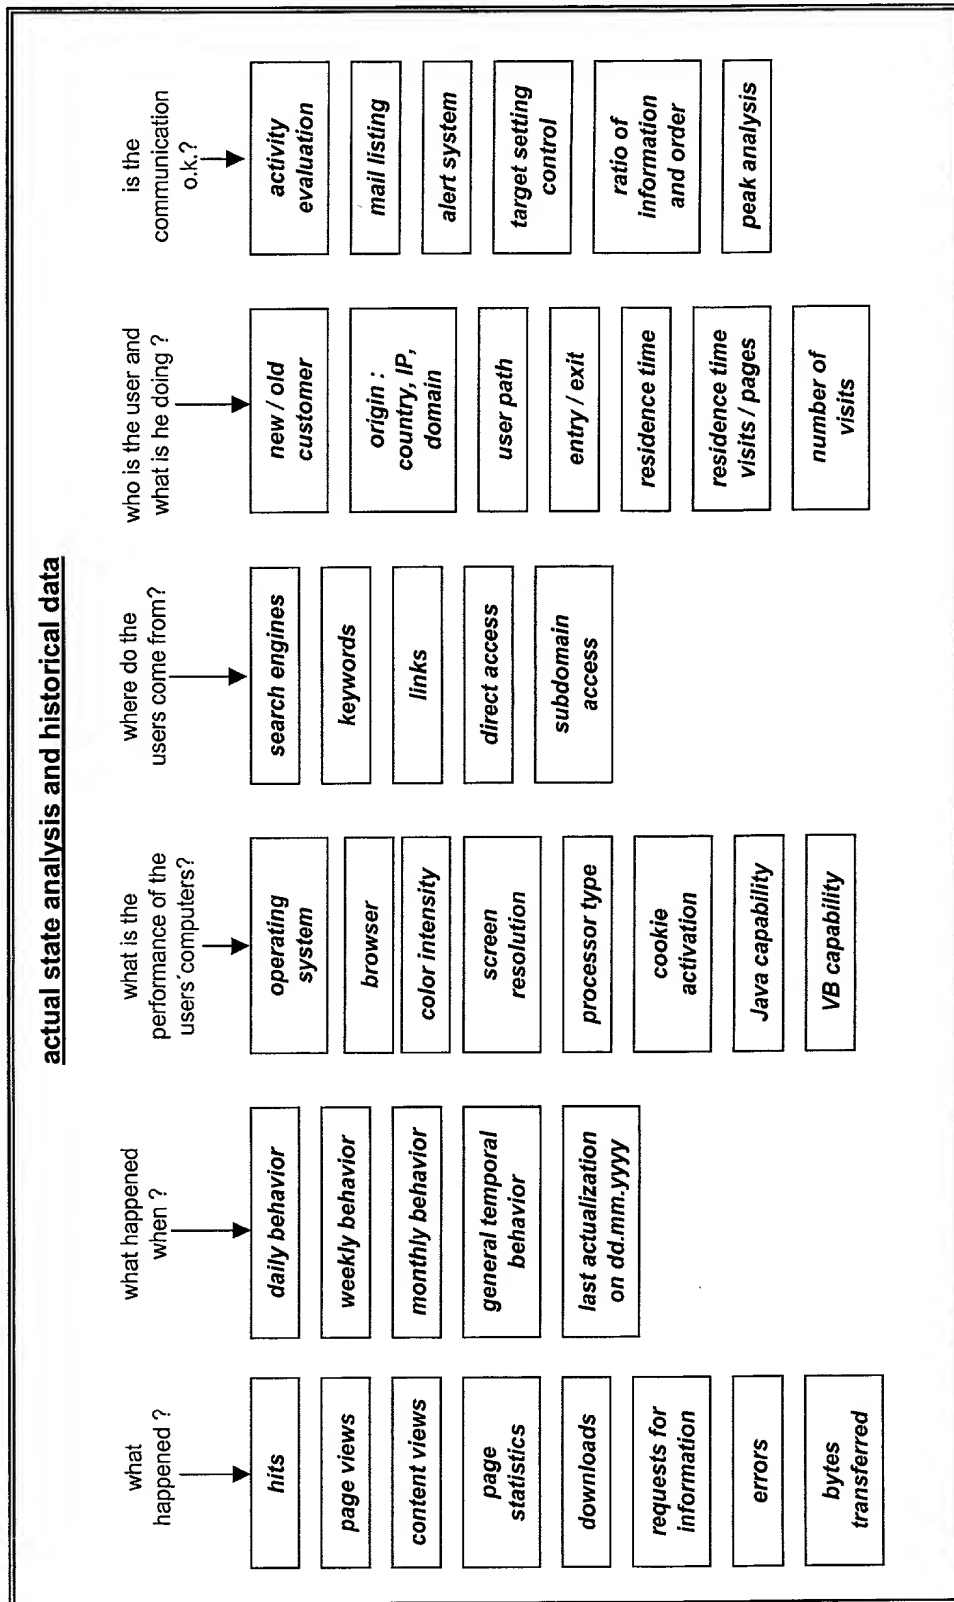 actual state analysis and historical data
what
happened ?
hits
page views
content views
page
statistics
downloads
requests for
information
errors
bytes
transferred
what happened
when ?
daily behavior
weekly behavior
monthly behavior
general temporal
behavior
last actualization
on dd.mm.yyyy
what is the
performance of the
users´computers?
operating
system
browser
color intensity
screen
resolution
processor type
cookie
activation
Java capability
VB capability
where do the
users come from?
search engines
keywords
links
direct access
subdomain
access
who is the user and
what is he doing ?
new / old
customer
origin :
country, IP,
domain
user path
entry / exit
residence time
residence time
visits / pages
number of
visits
is the
communication
o.k.?
activity
evaluation
mail listing
alert system
target setting
control
ratio of
information
and order
peak analysis